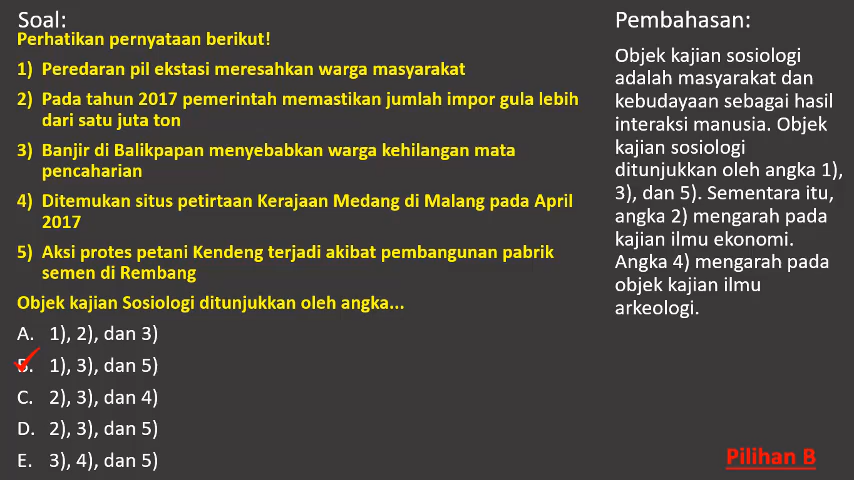 Soal:
Perhatikan pernyataan berikut!
1) Peredaran pil ekstasi meresahkan warga masyarakat
2) Pada tahun 2017 pemerintah memastikan jumlah impor gula lebih
dari satu juta ton
3) Banjir di Balikpapan menyebabkan warga kehilangan mata
pencaharian
4) Ditemukan situs petirtaan Kerajaan Medang di Malang pada April
2017
5) Aksi protes petani Kendeng terjadi akibat pembangunan pabrik
semen di Rembang
Objek kajian Sosiologi ditunjukkan oleh angka...
A. 1), 2), dan 3)
B. 1), 3), dan 5)
C. 2), 3), dan 4)
D. 2), 3), dan 5)
E. 3), 4), dan 5)
Pembahasan:
Objek kajian sosiologi
adalah masyarakat dan
kebudayaan sebagai hasil
interaksi manusia. Objek
kajian sosiologi
ditunjukkan oleh angka 1),
3), dan 5). Sementara itu,
angka 2) mengarah pada
kajian ilmu ekonomi.
Angka 4) mengarah pada
objek kajian ilmu
arkeologi.
Pilihan B